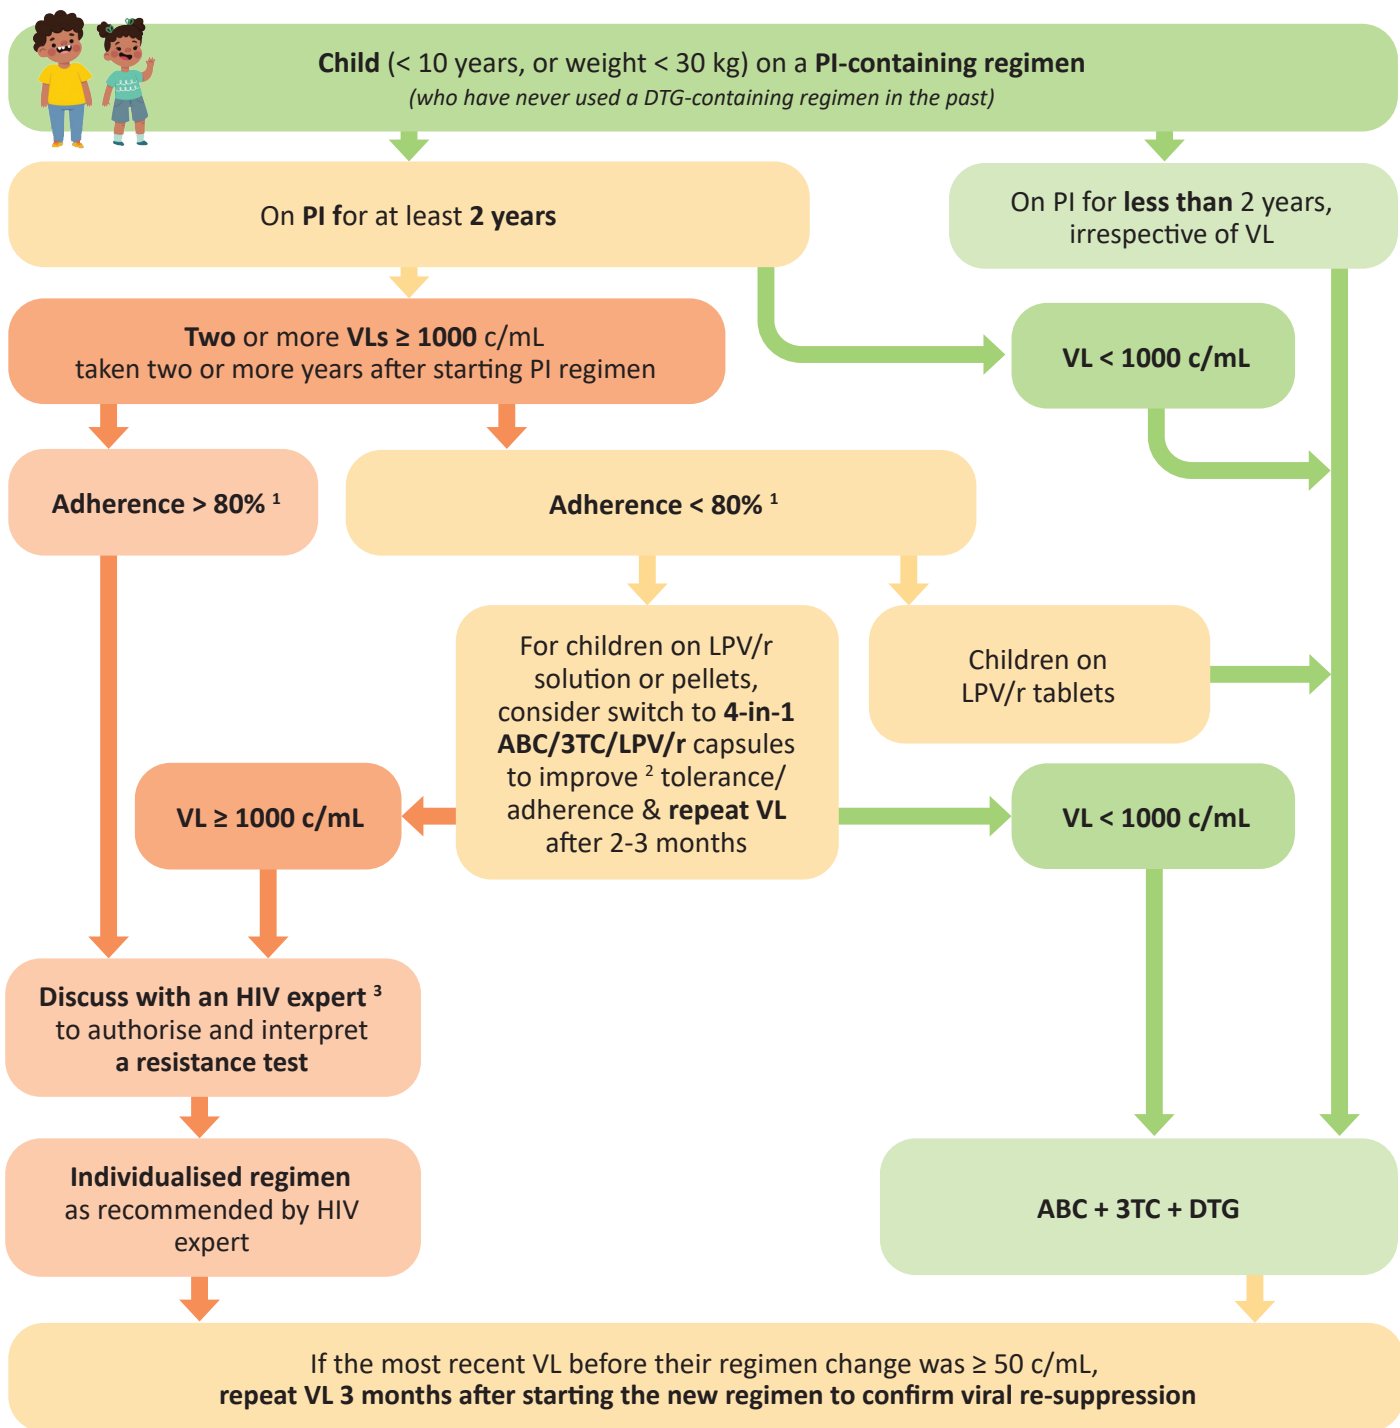 Child (< 10 years, or weight < 30 kg) on a PI-containing regimen
(who have never used a DTG-containing regimen in the past)
On PI for at least 2 years
On PI for less than 2 years,
irrespective of VL
Two or more VLs ≥ 1000 c/mL
taken two or more years after starting PI regimen
VL < 1000 c/mL
Adherence > 80% ¹
Adherence < 80% ¹
For children on LPV/r
solution or pellets,
consider switch to 4-in-1
ABC/3TC/LPV/r capsules
to improve ² tolerance/
adherence & repeat VL
after 2-3 months
Children on
LPV/r tablets
VL ≥ 1000 c/mL
VL < 1000 c/mL
Discuss with an HIV expert ³
to authorise and interpret
a resistance test
Individualised regimen
as recommended by HIV
expert
ABC + 3TC + DTG
If the most recent VL before their regimen change was ≥ 50 c/mL,
repeat VL 3 months after starting the new regimen to confirm viral re-suppression